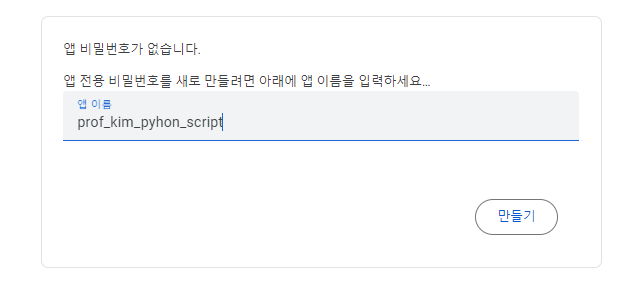 앱 비밀번호가 없습니다.
앱 전용 비밀번호를 새로 만들려면 아래에 앱 이름을 입력하세요...
앱 이름
prof_kim_pyhon_script
만들기